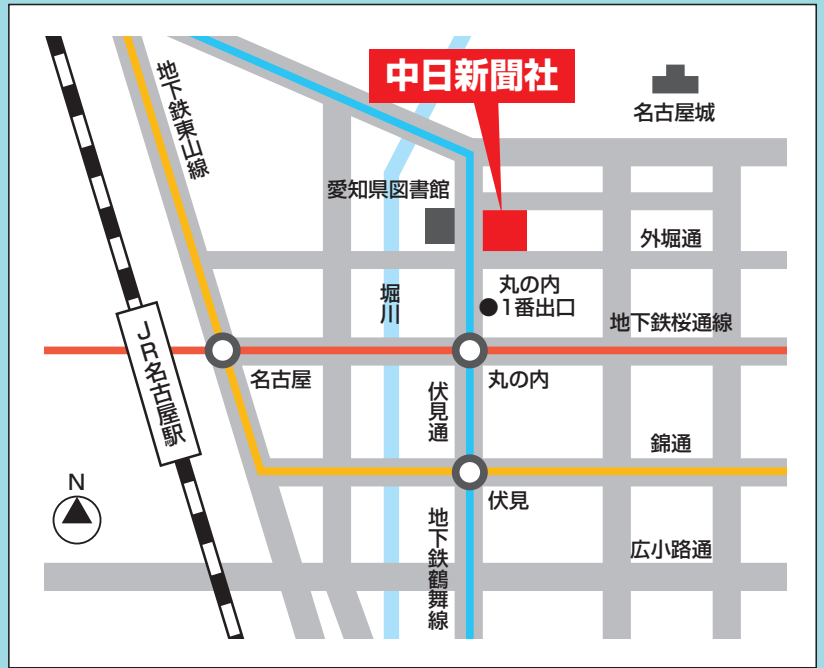 中日新聞社
名古屋城
地下鉄東山線
愛知県図書館
外堀通
丸の内
1番出口
堀川
地下鉄桜通線
JR名古屋駅
名古屋
丸の内
伏見通
錦通
N
伏見
地下鉄鶴舞線
広小路通